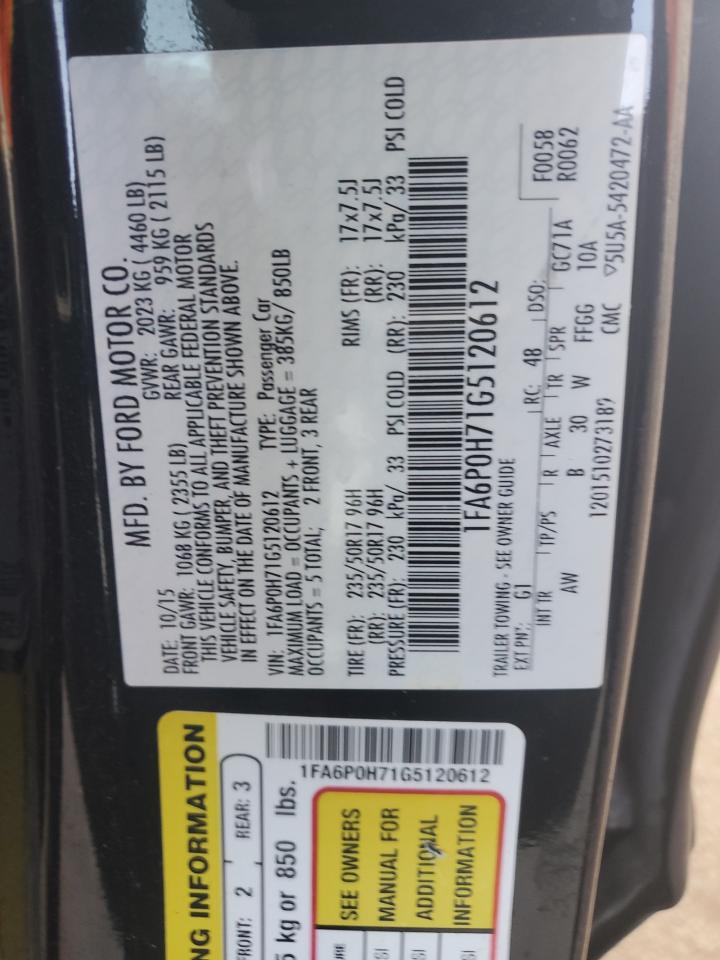 MFD. BY FORD MOTOR CO.
DATE: 10/15 GVWR: 2023 KG ( 4460 LB)
FRONT GAWR: 1068 KG ( 2355 LB) REAR GAWR: 959 KG ( 2115 LB)
THIS VEHICLE CONFORMS TO ALL APPLICABLE FEDERAL MOTOR
VEHICLE SAFETY, BUMPER, AND THEFT PREVENTION STANDARDS
IN EFFECT ON THE DATE OF MANUFACTURE SHOWN ABOVE.
VIN: 1FA6P0H71G5120612 TYPE: Passenger Car
MAXIMUM LOAD = OCCUPANTS + LUGGAGE = 385KG/ 850LB
OCCUPANTS = 5 TOTAL; 2 FRONT, 3 REAR
TIRE (FR): 235/50R17 96H RIMS (FR): 17x7.5J
(RR): 235/50R17 96H (RR): 17x7.5J
PRESSURE (FR): 230 kPa/ 33 PSI COLD (RR): 230 kPa/ 33 PSI COLD
1FA6P0H71G5120612
TRAILER TOWING - SEE OWNER GUIDE
EXT PNT: G1 RC: 48 DSO: F0058
INT TR TP/PS R AXLE TR SPR GC71A R0062
AW B 30 W FFGG 10A
1201510273189 CMC 5U5A-5420472-AA
NG INFORMATION
FRONT: 2 REAR: 3
5 kg or 850 lbs.
1FA6P0H71G5120612
SEE OWNERS
MANUAL FOR
ADDITIONAL
INFORMATION